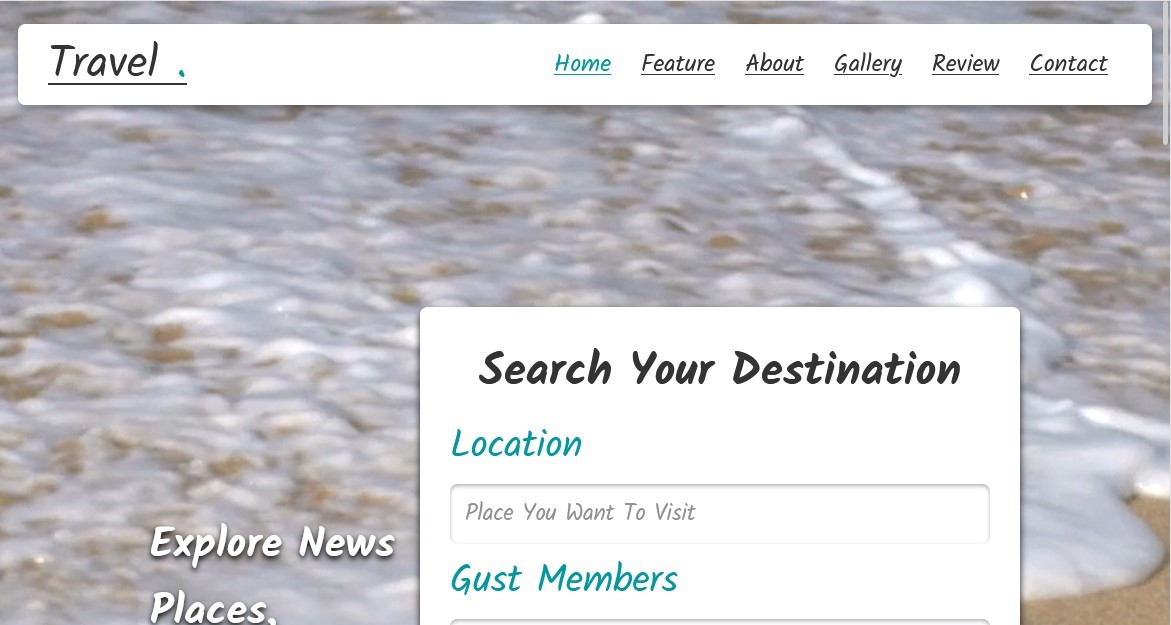 Travel .
Home Feature About Gallery Review Contact
Search Your Destination
Location
Place You Want To Visit
Gust Members
Explore News
Places,